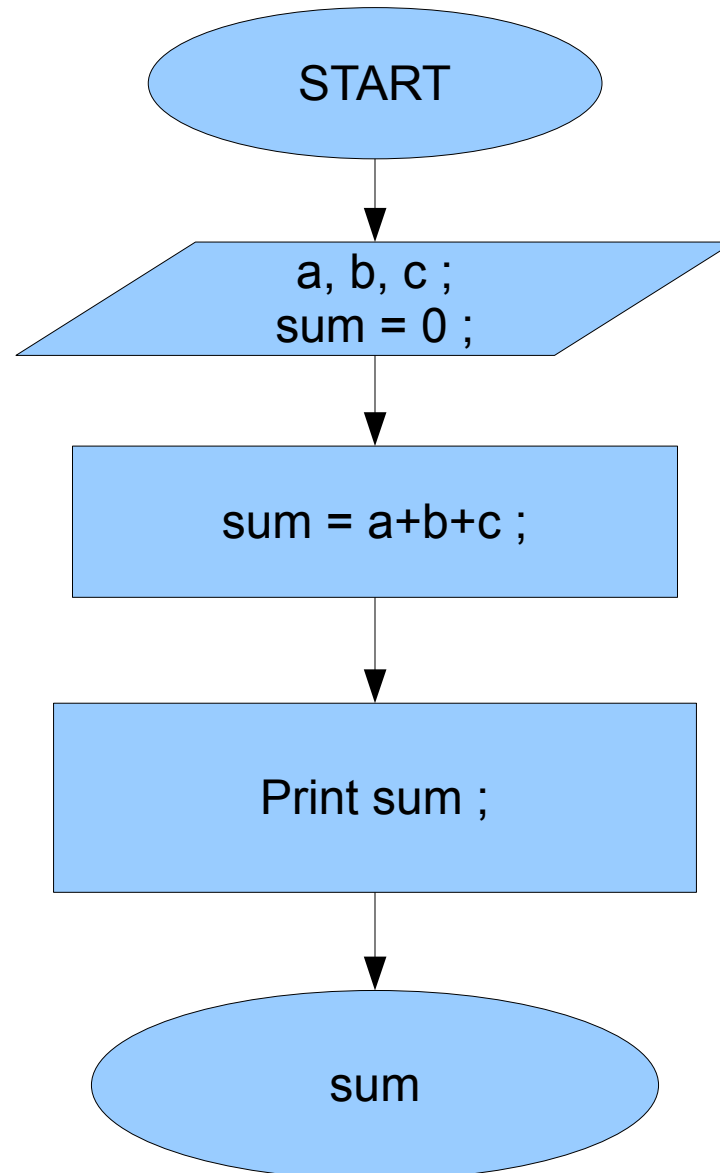 START
a, b, c ;
sum = 0 ;
sum = a+b+c ;
Print sum ;
sum